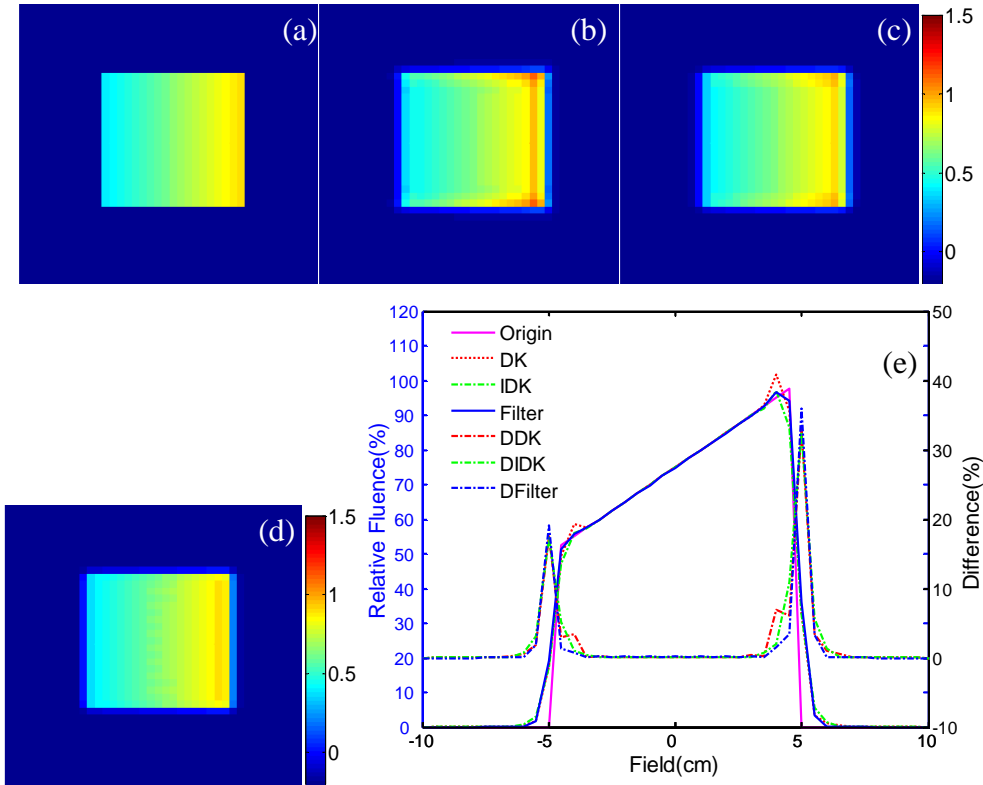 (a)
(b)
(c)
1.5
1
0.5
0
(d)
1.5
1
0.5
0
(e)
Origin
DK
IDK
Filter
DDK
DIDK
DFilter
Relative Fluence(%)
120
110
100
90
80
70
60
50
40
30
20
10
0
Difference(%)
50
40
30
20
10
0
-10
-10
-5
0
5
10
Field(cm)